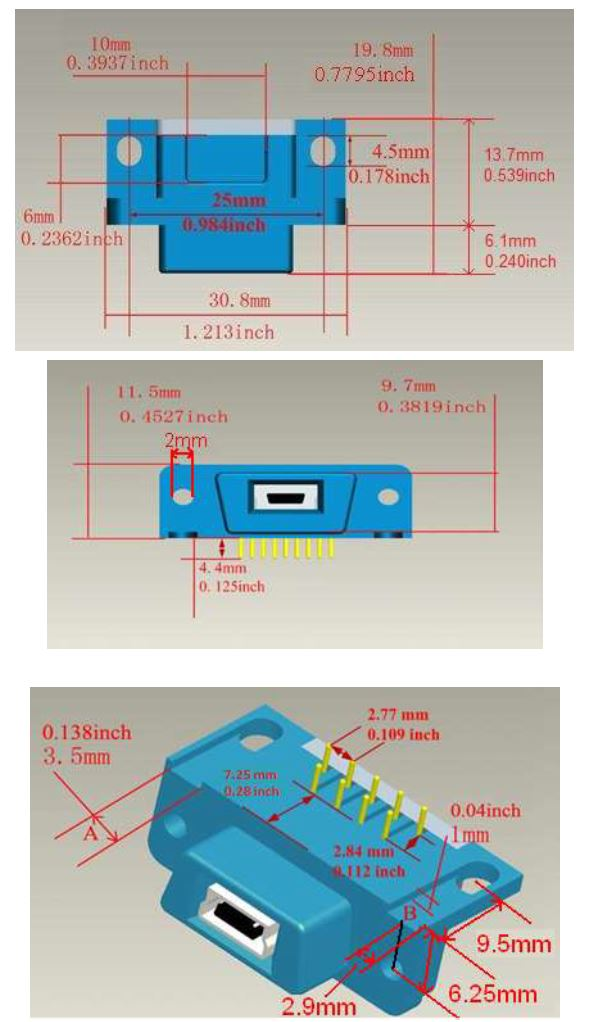 10mm
0.3937inch
19.8mm
0.7795inch
4.5mm
0.178inch
13.7mm
0.539inch
25mm
0.984inch
6mm
0.2362inch
6.1mm
0.240inch
30.8mm
1.213inch
11.5mm
0.4527inch
9.7mm
0.3819inch
2mm
4.4mm
0.125inch
2.77 mm
0.109 inch
0.138inch
3.5mm
7.25 mm
0.28 inch
0.04inch
1mm
A
2.84 mm
0.112 inch
B
9.5mm
6.25mm
2.9mm